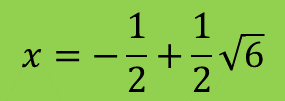 x = −1/2 + 1/2√6